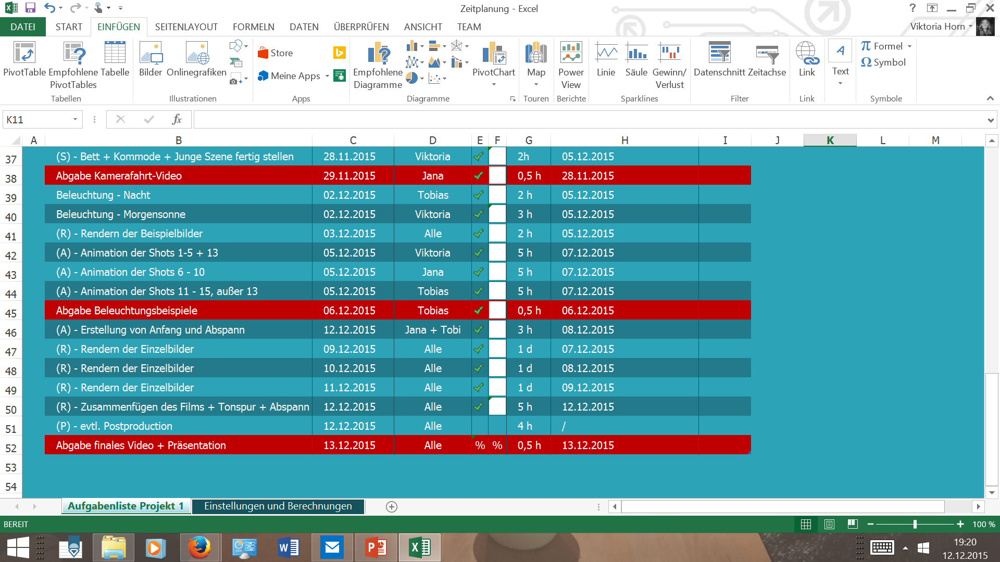 Zeitplanung - Excel
?
DATEI START EINFÜGEN SEITENLAYOUT FORMELN DATEN ÜBERPRÜFEN ANSICHT TEAM
Viktoria Horn
PivotTable Empfohlene PivotTables Tabelle
Bilder Onlinegrafiken
Store
Meine Apps
Empfohlene Diagramme
PivotChart
Map
Power View
Linie Säule Gewinn/ Verlust
Datenschnitt Zeitachse
Link
Text
π Formel
Ω Symbol
Tabellen Illustrationen Apps Diagramme Touren Berichte Sparklines Filter Link Symbole
K11
fx
A B C D E F G H I J K L M
37 (S) - Bett + Kommode + Junge Szene fertig stellen 28.11.2015 Viktoria 2h 05.12.2015
38 Abgabe Kamerafahrt-Video 29.11.2015 Jana 0,5 h 28.11.2015
39 Beleuchtung - Nacht 02.12.2015 Tobias 2 h 05.12.2015
40 Beleuchtung - Morgensonne 02.12.2015 Viktoria 3 h 05.12.2015
41 (R) - Rendern der Beispielbilder 03.12.2015 Alle 2 h 05.12.2015
42 (A) - Animation der Shots 1-5 + 13 05.12.2015 Viktoria 5 h 07.12.2015
43 (A) - Animation der Shots 6 - 10 05.12.2015 Jana 5 h 07.12.2015
44 (A) - Animation der Shots 11 - 15, außer 13 05.12.2015 Tobias 5 h 07.12.2015
45 Abgabe Beleuchtungsbeispiele 06.12.2015 Tobias 0,5 h 06.12.2015
46 (A) - Erstellung von Anfang und Abspann 12.12.2015 Jana + Tobi 3 h 08.12.2015
47 (R) - Rendern der Einzelbilder 09.12.2015 Alle 1 d 07.12.2015
48 (R) - Rendern der Einzelbilder 10.12.2015 Alle 1 d 08.12.2015
49 (R) - Rendern der Einzelbilder 11.12.2015 Alle 1 d 09.12.2015
50 (R) - Zusammenfügen des Films + Tonspur + Abspann 12.12.2015 Alle 5 h 12.12.2015
51 (P) - evtl. Postproduction 12.12.2015 Alle 4 h /
52 Abgabe finales Video + Präsentation 13.12.2015 Alle % % 0,5 h 13.12.2015
53
54
Aufgabenliste Projekt 1 Einstellungen und Berechnungen
BEREIT
100 %
19:20
12.12.2015